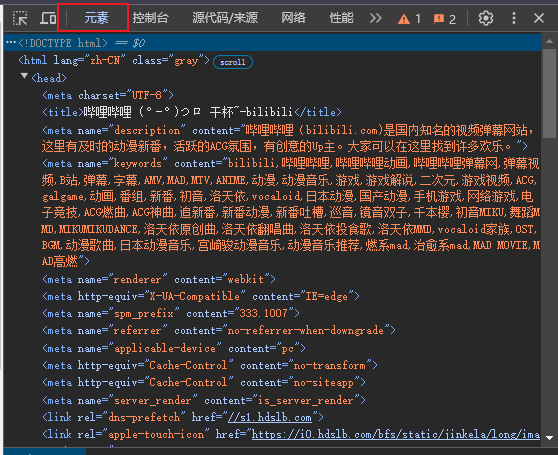 元素 控制台 源代码/来源 网络 性能 1 2
<!DOCTYPE html> == $0
<html lang="zh-CN" class="gray"> scroll
<head>
<meta charset="UTF-8">
<title>哔哩哔哩 (゜-゜)つロ 干杯~-bilibili</title>
<meta name="description" content="哔哩哔哩（bilibili.com)是国内知名的视频弹幕网站，
这里有及时的动漫新番，活跃的ACG氛围，有创意的Up主。大家可以在这里找到许多欢乐。">
<meta name="keywords" content="bilibili,哔哩哔哩,哔哩哔哩动画,哔哩哔哩弹幕网,弹幕视
频,B站,弹幕,字幕,AMV,MAD,MTV,ANIME,动漫,动漫音乐,游戏,游戏解说,二次元,游戏视频,ACG,
galgame,动画,番组,新番,初音,洛天依,vocaloid,日本动漫,国产动漫,手机游戏,网络游戏,电
子竞技,ACG燃曲,ACG神曲,追新番,新番动漫,新番吐槽,巡音,镜音双子,千本樱,初音MIKU,舞蹈M
MD,MIKUMIKUDANCE,洛天依原创曲,洛天依翻唱曲,洛天依投食歌,洛天依MMD,vocaloid家族,OST,
BGM,动漫歌曲,日本动漫音乐,宫崎骏动漫音乐,动漫音乐推荐,燃系mad,治愈系mad,MAD MOVIE,M
AD高燃">
<meta name="renderer" content="webkit">
<meta http-equiv="X-UA-Compatible" content="IE=edge">
<meta name="spm_prefix" content="333.1007">
<meta name="referrer" content="no-referrer-when-downgrade">
<meta name="applicable-device" content="pc">
<meta http-equiv="Cache-Control" content="no-transform">
<meta http-equiv="Cache-Control" content="no-siteapp">
<meta name="server_render" content="is_server_render">
<link rel="dns-prefetch" href="//s1.hdslb.com">
<link rel="apple-touch-icon" href="https://i0.hdslb.com/bfs/static/jinkela/long/ima